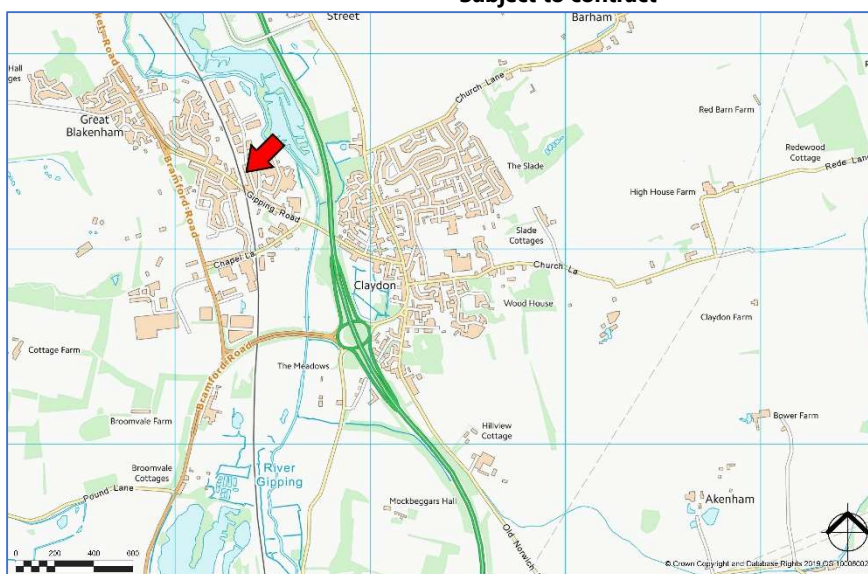 Subject to contract
Street
Barham
Hall
Great
Blakenham
Bramford Road
Church Lane
Red Barn Farm
Redewood
Cottage
The Slade
High House Farm
Gipping Road
Slade
Cottages
Chapel La
Claydon
Church La
Wood House
Claydon Farm
Cottage Farm
Bramford Road
The Meadows
Broomvale Farm
Hillview
Cottage
Bower Farm
Broomvale
Cottages
River
Gipping
Pound Lane
Mockbeggars Hall
Akenham
Old Norwich
0 200 400 600
© Crown Copyright and Database Rights 2019 OS